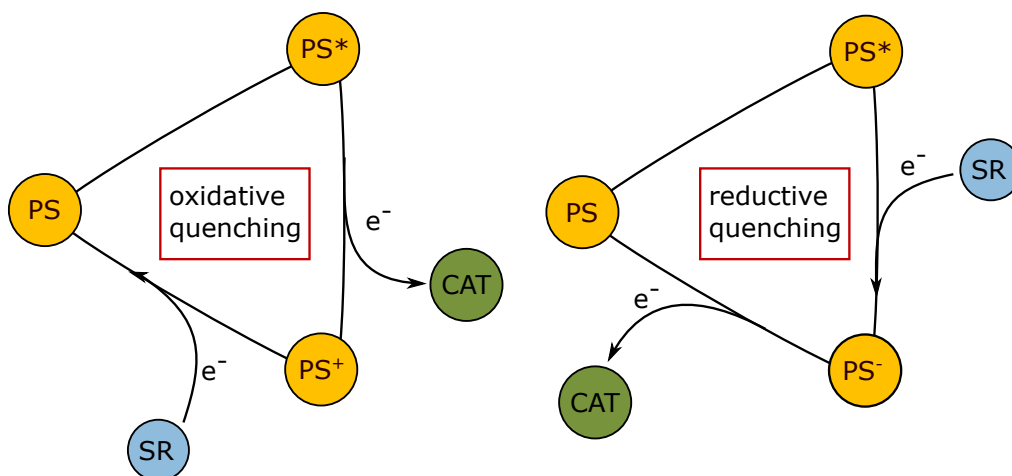 PS*
PS
oxidative
quenching
e-
CAT
PS+
e-
SR
PS*
e-
SR
PS
reductive
quenching
e-
CAT
PS-